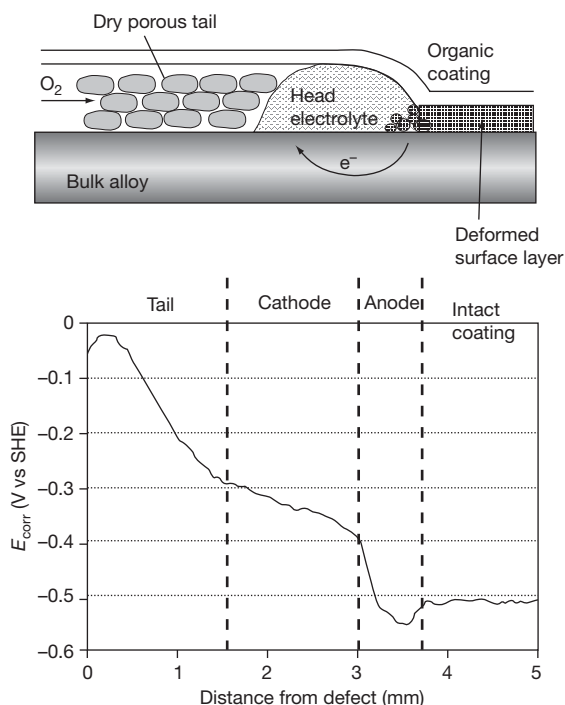 Dry porous tail
Organic
coating
O₂
Head
electrolyte
e⁻
Bulk alloy
Deformed
surface layer
Tail
Cathode
Anode
Intact
coating
0
–0.1
–0.2
–0.3
–0.4
–0.5
–0.6
E_corr (V vs SHE)
0 1 2 3 4 5
Distance from defect (mm)